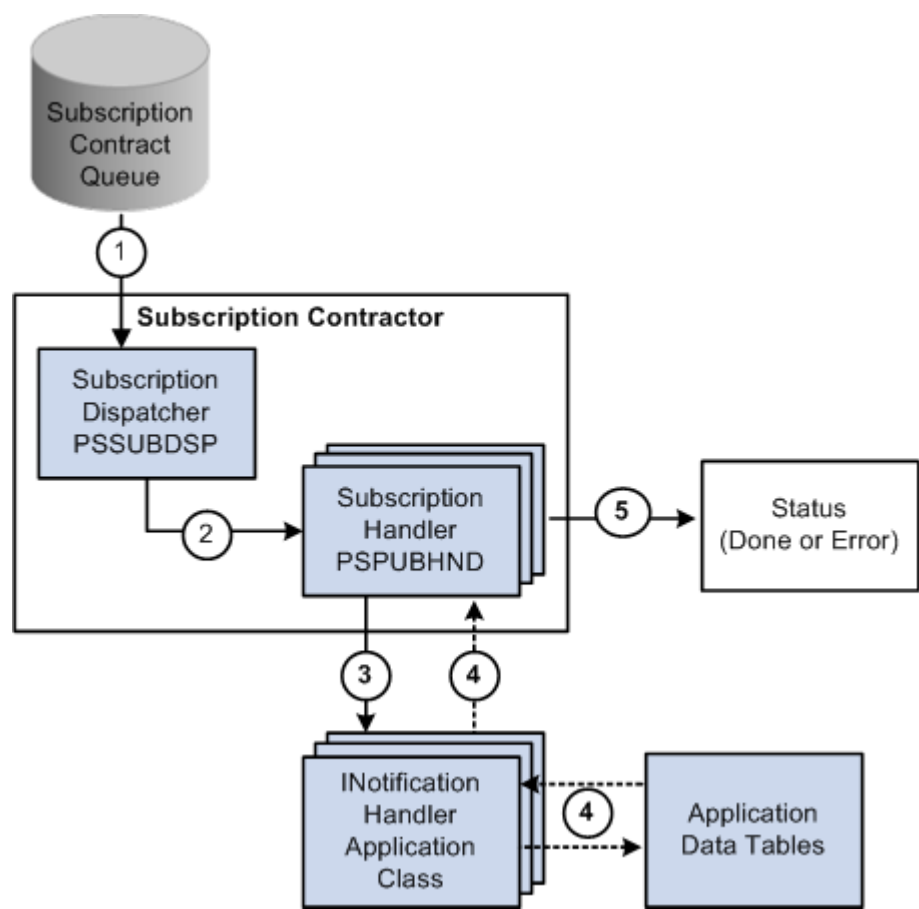 Subscription
Contract
Queue
1
Subscription Contractor
Subscription
Dispatcher
PSSUBDSP
2
Subscription
Handler
PSPUBHND
5
Status
(Done or Error)
3
4
INotification
Handler
Application
Class
4
Application
Data Tables